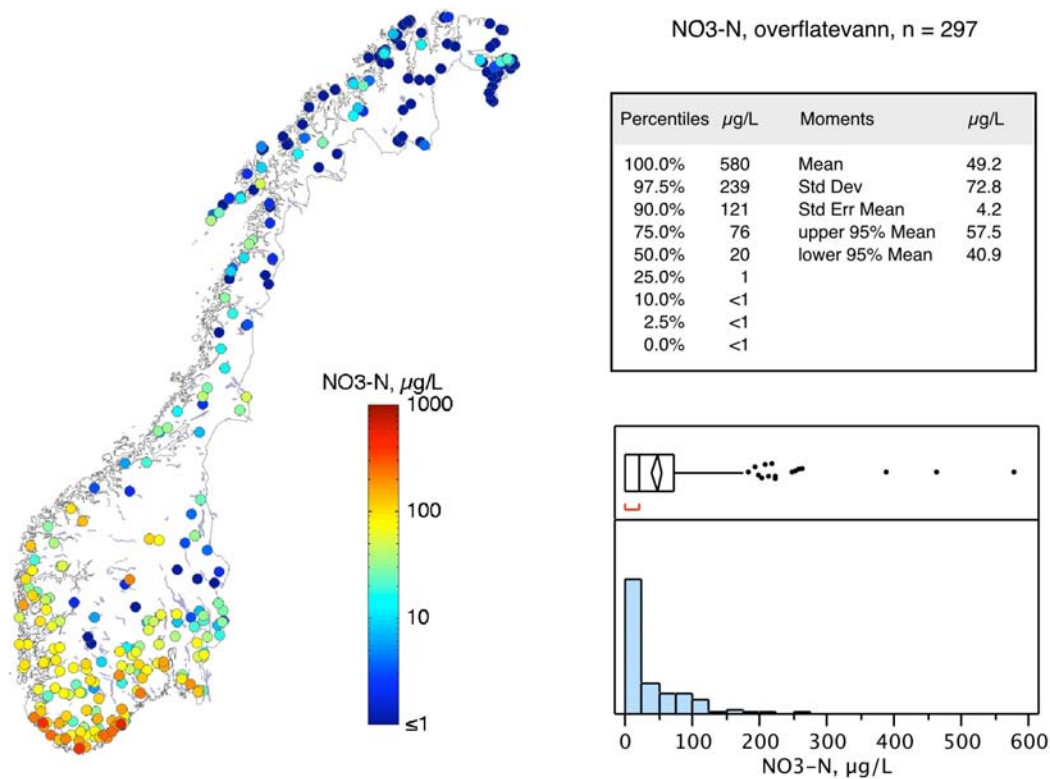 NO3-N, overflatevann, n = 297
Percentiles µg/L Moments µg/L
100.0% 580 Mean 49.2
97.5% 239 Std Dev 72.8
90.0% 121 Std Err Mean 4.2
75.0% 76 upper 95% Mean 57.5
50.0% 20 lower 95% Mean 40.9
25.0% 1
10.0% <1
2.5% <1
0.0% <1
NO3-N, µg/L
1000
100
10
≤1
0 100 200 300 400 500 600
NO3-N, µg/L